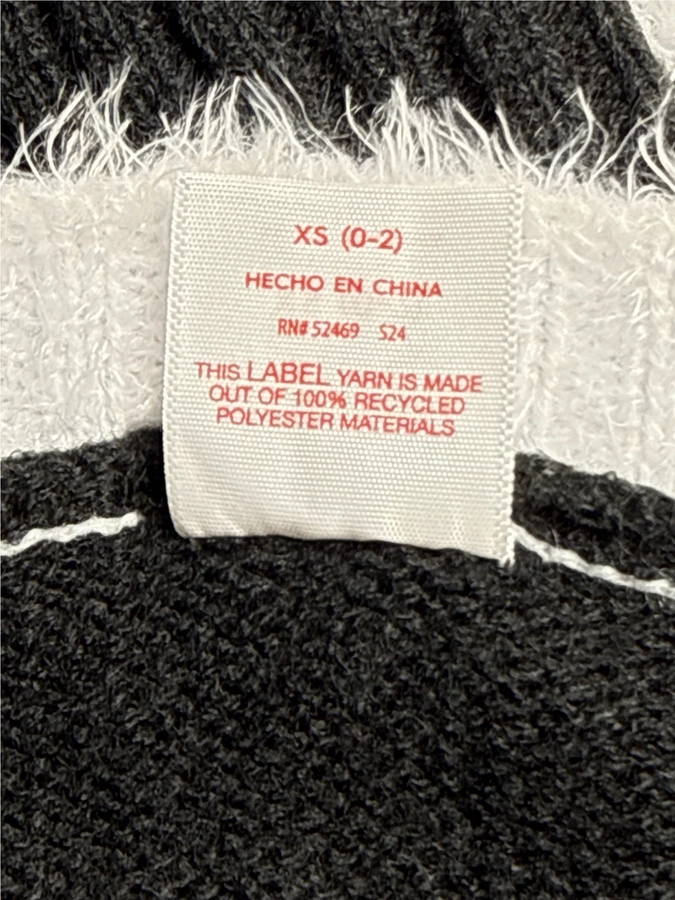 XS (0-2)
HECHO EN CHINA
RN# 52469 S24
THIS LABEL YARN IS MADE
OUT OF 100% RECYCLED
POLYESTER MATERIALS